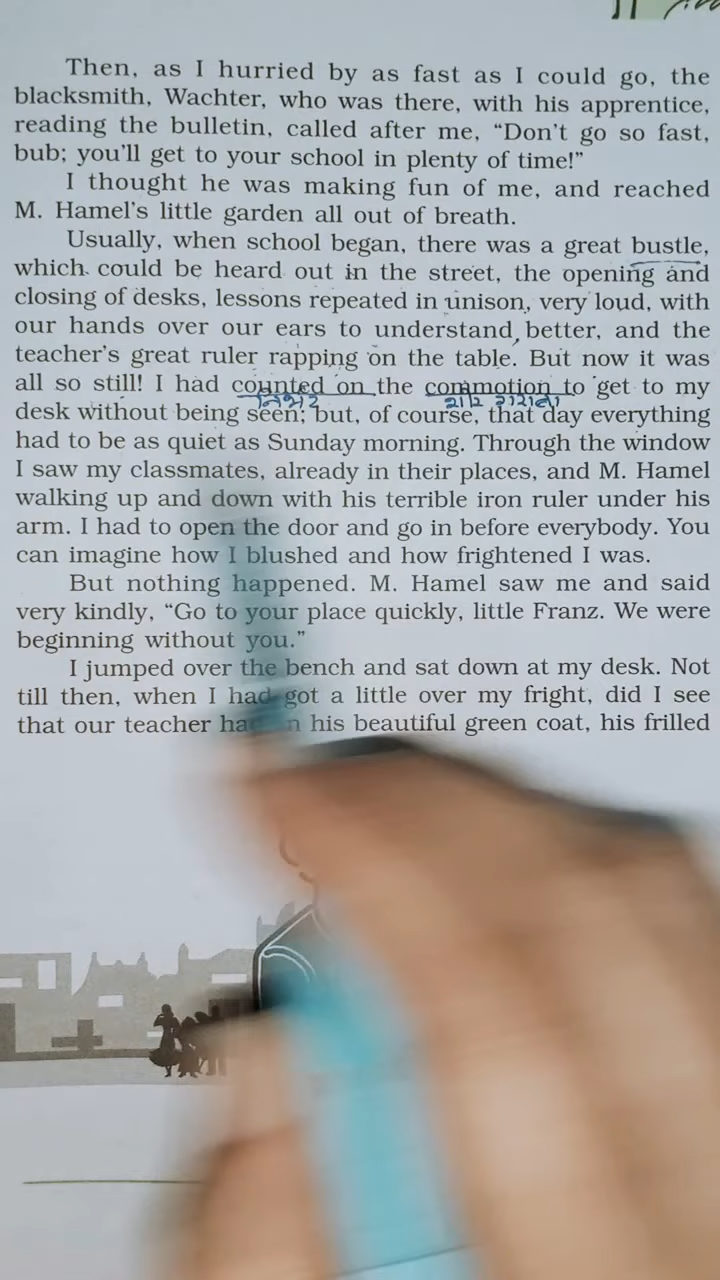 Then, as I hurried by as fast as I could go, the
blacksmith, Wachter, who was there, with his apprentice,
reading the bulletin, called after me, “Don’t go so fast,
bub; you’ll get to your school in plenty of time!”
I thought he was making fun of me, and reached
M. Hamel’s little garden all out of breath.
Usually, when school began, there was a great bustle,
which could be heard out in the street, the opening and
closing of desks, lessons repeated in unison, very loud, with
our hands over our ears to understand better, and the
teacher’s great ruler rapping on the table. But now it was
all so still! I had counted on the commotion to get to my
desk without being seen; but, of course, that day everything
had to be as quiet as Sunday morning. Through the window
I saw my classmates, already in their places, and M. Hamel
walking up and down with his terrible iron ruler under his
arm. I had to open the door and go in before everybody. You
can imagine how I blushed and how frightened I was.
But nothing happened. M. Hamel saw me and said
very kindly, “Go to your place quickly, little Franz. We were
beginning without you.”
I jumped over the bench and sat down at my desk. Not
till then, when I had got a little over my fright, did I see
that our teacher his beautiful green coat, his frilled